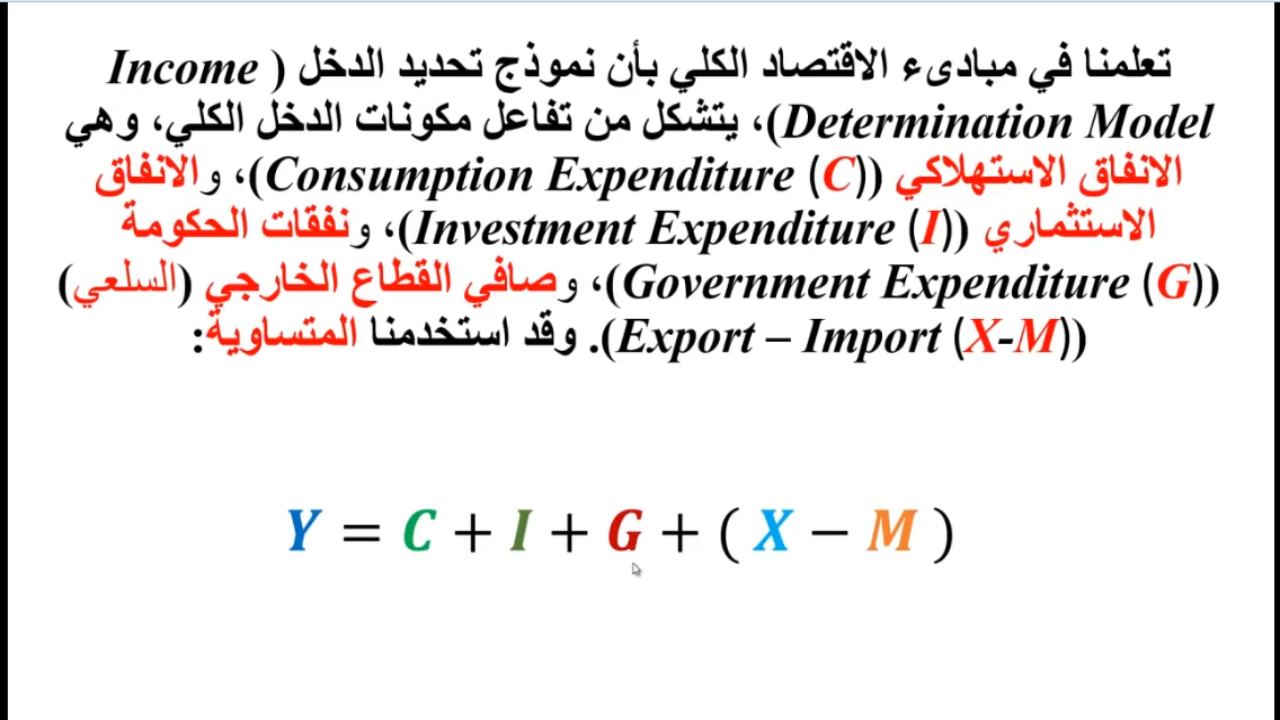 تعلمنا في مبادىء الاقتصاد الكلي بأن نموذج تحديد الدخل (Income
Determination Model)، يتشكل من تفاعل مكونات الدخل الكلي، وهي
الانفاق الاستهلاكي (Consumption Expenditure (C))، والانفاق
الاستثماري (Investment Expenditure (I))، ونفقات الحكومة
(Government Expenditure (G))، وصافي القطاع الخارجي (السلعي)
(Export – Import (X-M)). وقد استخدمنا المتساوية:
Y = C + I + G + ( X − M )